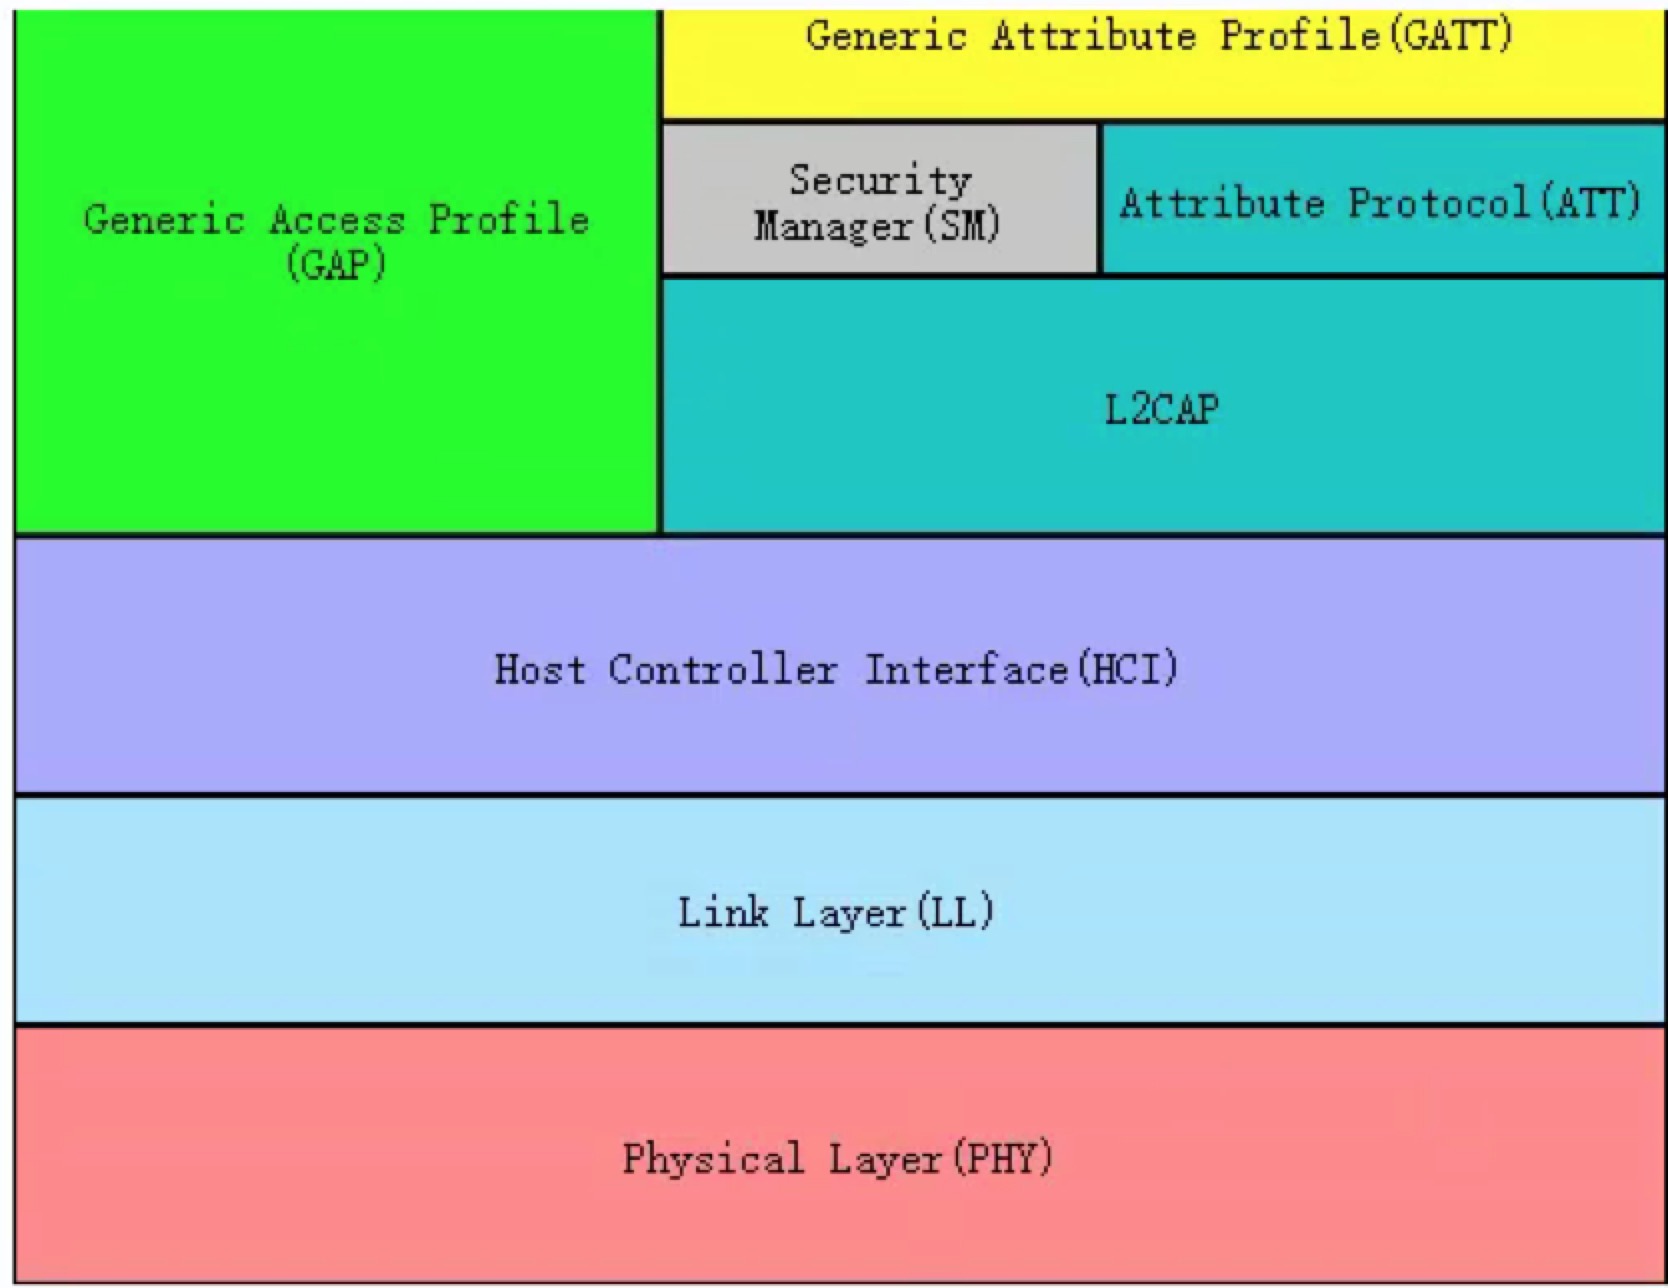 Generic Attribute Profile(GATT)
Generic Access Profile
(GAP)
Security
Manager(SM)
Attribute Protocol(ATT)
L2CAP
Host Controller Interface(HCI)
Link Layer(LL)
Physical Layer(PHY)